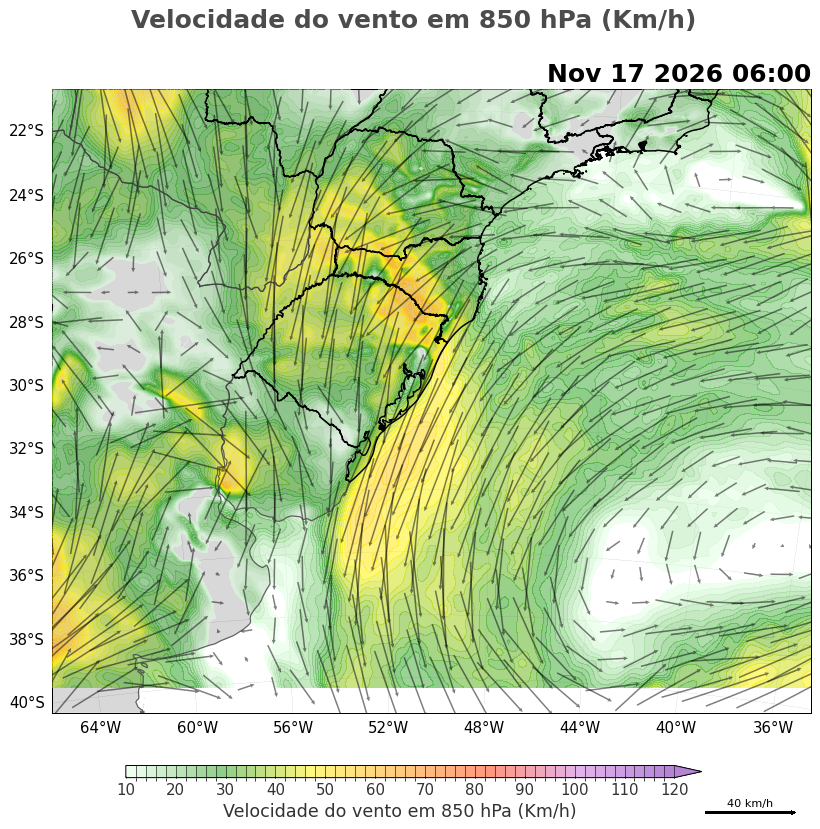 Velocidade do vento em 850 hPa (Km/h)
Nov 17 2026 06:00
22°S
24°S
26°S
28°S
30°S
32°S
34°S
36°S
38°S
40°S
64°W 60°W 56°W 52°W 48°W 44°W 40°W 36°W
10 20 30 40 50 60 70 80 90 100 110 120
Velocidade do vento em 850 hPa (Km/h)
40 km/h